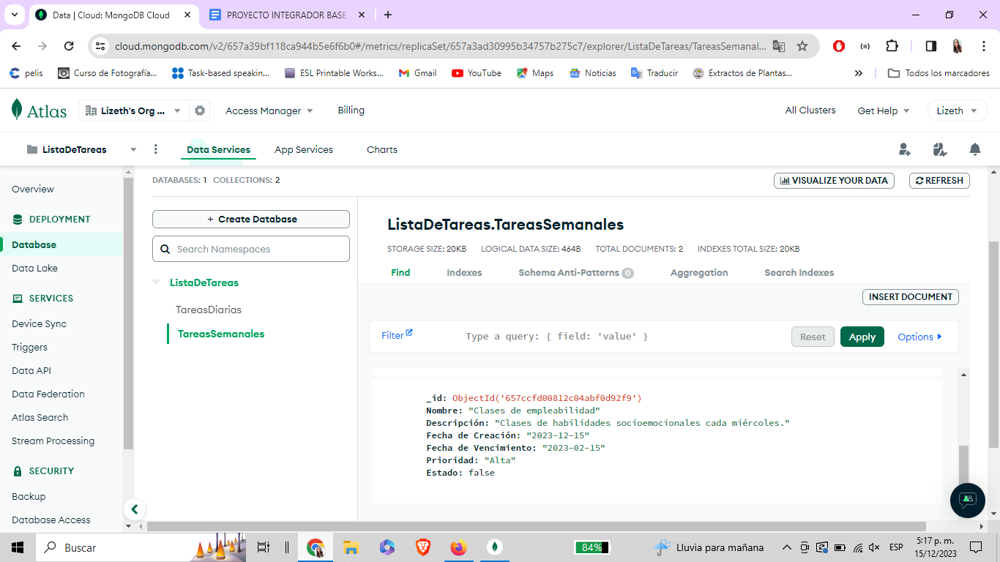 Data | Cloud: MongoDB Cloud
PROYECTO INTEGRADOR BASE
cloud.mongodb.com/v2/657a39bf118ca944b5e6f6b0#/metrics/replicaSet/657a3ad30995b34757b275c7/explorer/ListaDeTareas/TareasSemanal...
pelis
Curso de Fotografía...
Task-based speakin...
ESL Printable Works...
Gmail
YouTube
Maps
Noticias
Traducir
Extractos de Plantas...
Todos los marcadores
Atlas
Lizeth's Org ...
Access Manager
Billing
All Clusters
Get Help
Lizeth
ListaDeTareas
Data Services
App Services
Charts
Overview
DEPLOYMENT
Database
Data Lake
SERVICES
Device Sync
Triggers
Data API
Data Federation
Atlas Search
Stream Processing
SECURITY
Backup
Database Access
DATABASES: 1 COLLECTIONS: 2
VISUALIZE YOUR DATA
REFRESH
+ Create Database
Search Namespaces
ListaDeTareas
TareasDiarias
TareasSemanales
ListaDeTareas.TareasSemanales
STORAGE SIZE: 20KB LOGICAL DATA SIZE: 464B TOTAL DOCUMENTS: 2 INDEXES TOTAL SIZE: 20KB
Find
Indexes
Schema Anti-Patterns 0
Aggregation
Search Indexes
INSERT DOCUMENT
Filter
Type a query: { field: 'value' }
Reset
Apply
Options
_id: ObjectId('657ccfd00812c04abf0d92f9')
Nombre: "Clases de empleabilidad"
Descripción: "Clases de habilidades socioemocionales cada miércoles."
Fecha de Creación: "2023-12-15"
Fecha de Vencimiento: "2023-02-15"
Prioridad: "Alta"
Estado: false
Buscar
84%
Lluvia para mañana
ESP
5:17 p. m.
15/12/2023